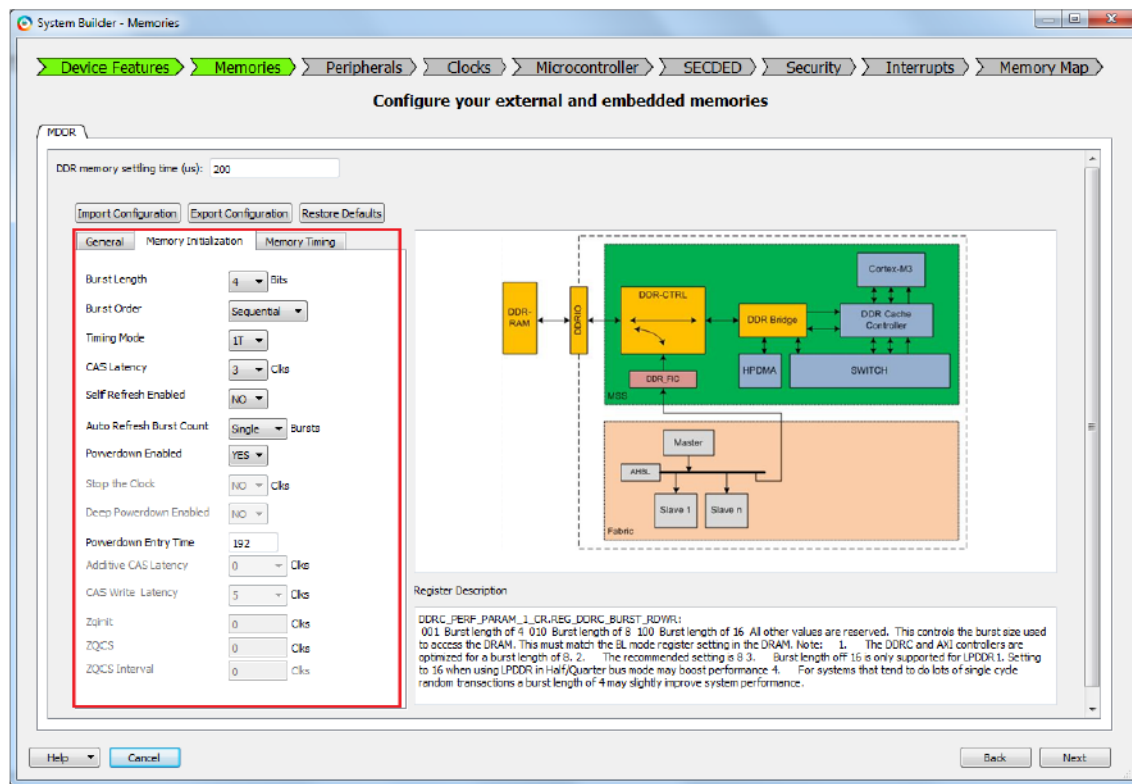 System Builder - Memories
Device Features
Memories
Peripherals
Clocks
Microcontroller
SECDED
Security
Interrupts
Memory Map
Configure your external and embedded memories
MDDR
DDR memory settling time (us): 200
Import Configuration
Export Configuration
Restore Defaults
General
Memory Initialization
Memory Timing
Burst Length 4 Bits
Burst Order Sequential
Timing Mode 1T
CAS Latency 3 Clks
Self Refresh Enabled NO
Auto Refresh Burst Count Single Bursts
Powerdown Enabled YES
Stop the Clock NO Clks
Deep Powerdown Enabled NO
Powerdown Entry Time 192
Additive CAS Latency 0 Clks
CAS Write Latency 5 Clks
Zqinit 0 Clks
ZQCS 0 Clks
ZQCS Interval 0 Clks
Cortex-M3
DDR-RAM
DDRIO
DDR-CTRL
DDR Bridge
DDR Cache Controller
DDR_FIC
HPDMA
SWITCH
MSS
Master
AHBL
Slave 1
Slave n
Fabric
Register Description
DDRC_PERF_PARAM_1_CR.REG_DDRC_BURST_RDWR:
001 Burst length of 4 010 Burst length of 8 100 Burst length of 16 All other values are reserved. This controls the burst size used
to access the DRAM. This must match the BL mode register setting in the DRAM. Note: 1. The DDRC and AXI controllers are
optimized for a burst length of 8. 2. The recommended setting is 8 3. Burst length off 16 is only supported for LPDDR1. Setting
to 16 when using LPDDR in Half/Quarter bus mode may boost performance 4. For systems that tend to do lots of single cycle
random transactions a burst length of 4 may slightly improve system performance.
Help
Cancel
Back
Next